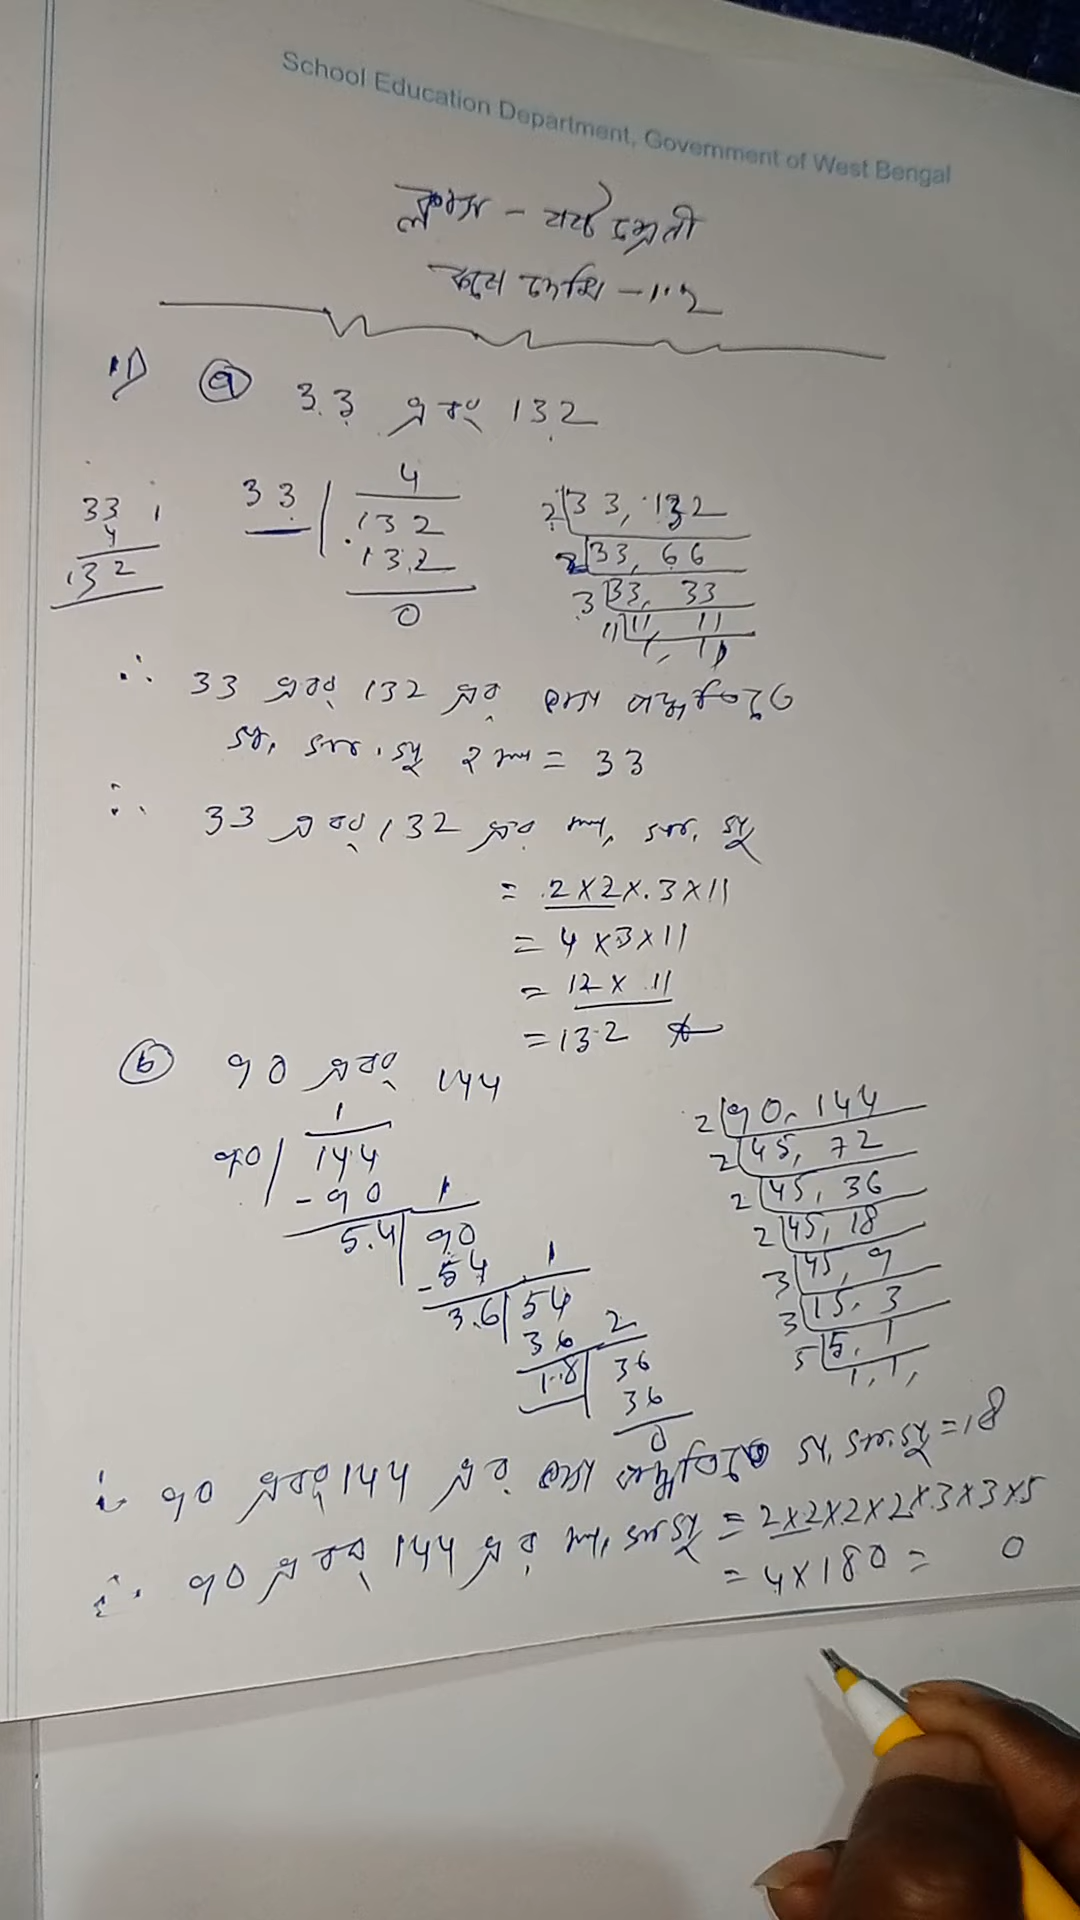 School Education Department, Government of West Bengal
ক্লাস - ষষ্ঠ শ্রেণী
কষে দেখি - 1.2
1) (a) 33 এবং 132
33
4
132
4
33 | 132
132
0
2 | 33, 132
2 | 33, 66
3 | 33, 33
11 | 11, 11
1, 1
∴ 33 এবং 132 এর
= 33
∴ 33 এবং 132 এর ল, সা, গু
= 2 x 2 x 3 x 11
= 4 x 3 x 11
= 12 x 11
= 132
(b) 90 এবং 144
1
90 | 144
- 90 1
54 | 90
- 54 1
36 | 54
36 2
18 | 36
36
0
2 | 90, 144
2 | 45, 72
2 | 45, 36
2 | 45, 18
3 | 45, 9
3 | 15, 3
5 | 5, 1
1, 1,
∴ 90 এবং 144 এর গ, সা, গু = 18
∴ 90 এবং 144 এর ল, সা, গু = 2 x 2 x 2 x 2 x 3 x 3 x 5
= 4 x 180 = 0